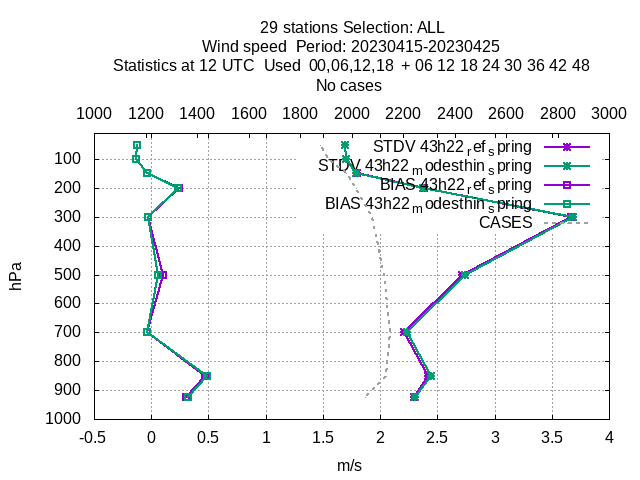 29 stations Selection: ALL
Wind speed  Period: 20230415-20230425
Statistics at 12 UTC  Used  00,06,12,18  + 06 12 18 24 30 36 42 48
No cases
1000 1200 1400 1600 1800 2000 2200 2400 2600 2800 3000
STDV 43h22_ref_spring
STDV 43h22_modesthin_spring
BIAS 43h22_ref_spring
BIAS 43h22_modesthin_spring
CASES
100
200
300
400
500
600
700
800
900
1000
hPa
-0.5 0 0.5 1 1.5 2 2.5 3 3.5 4
m/s